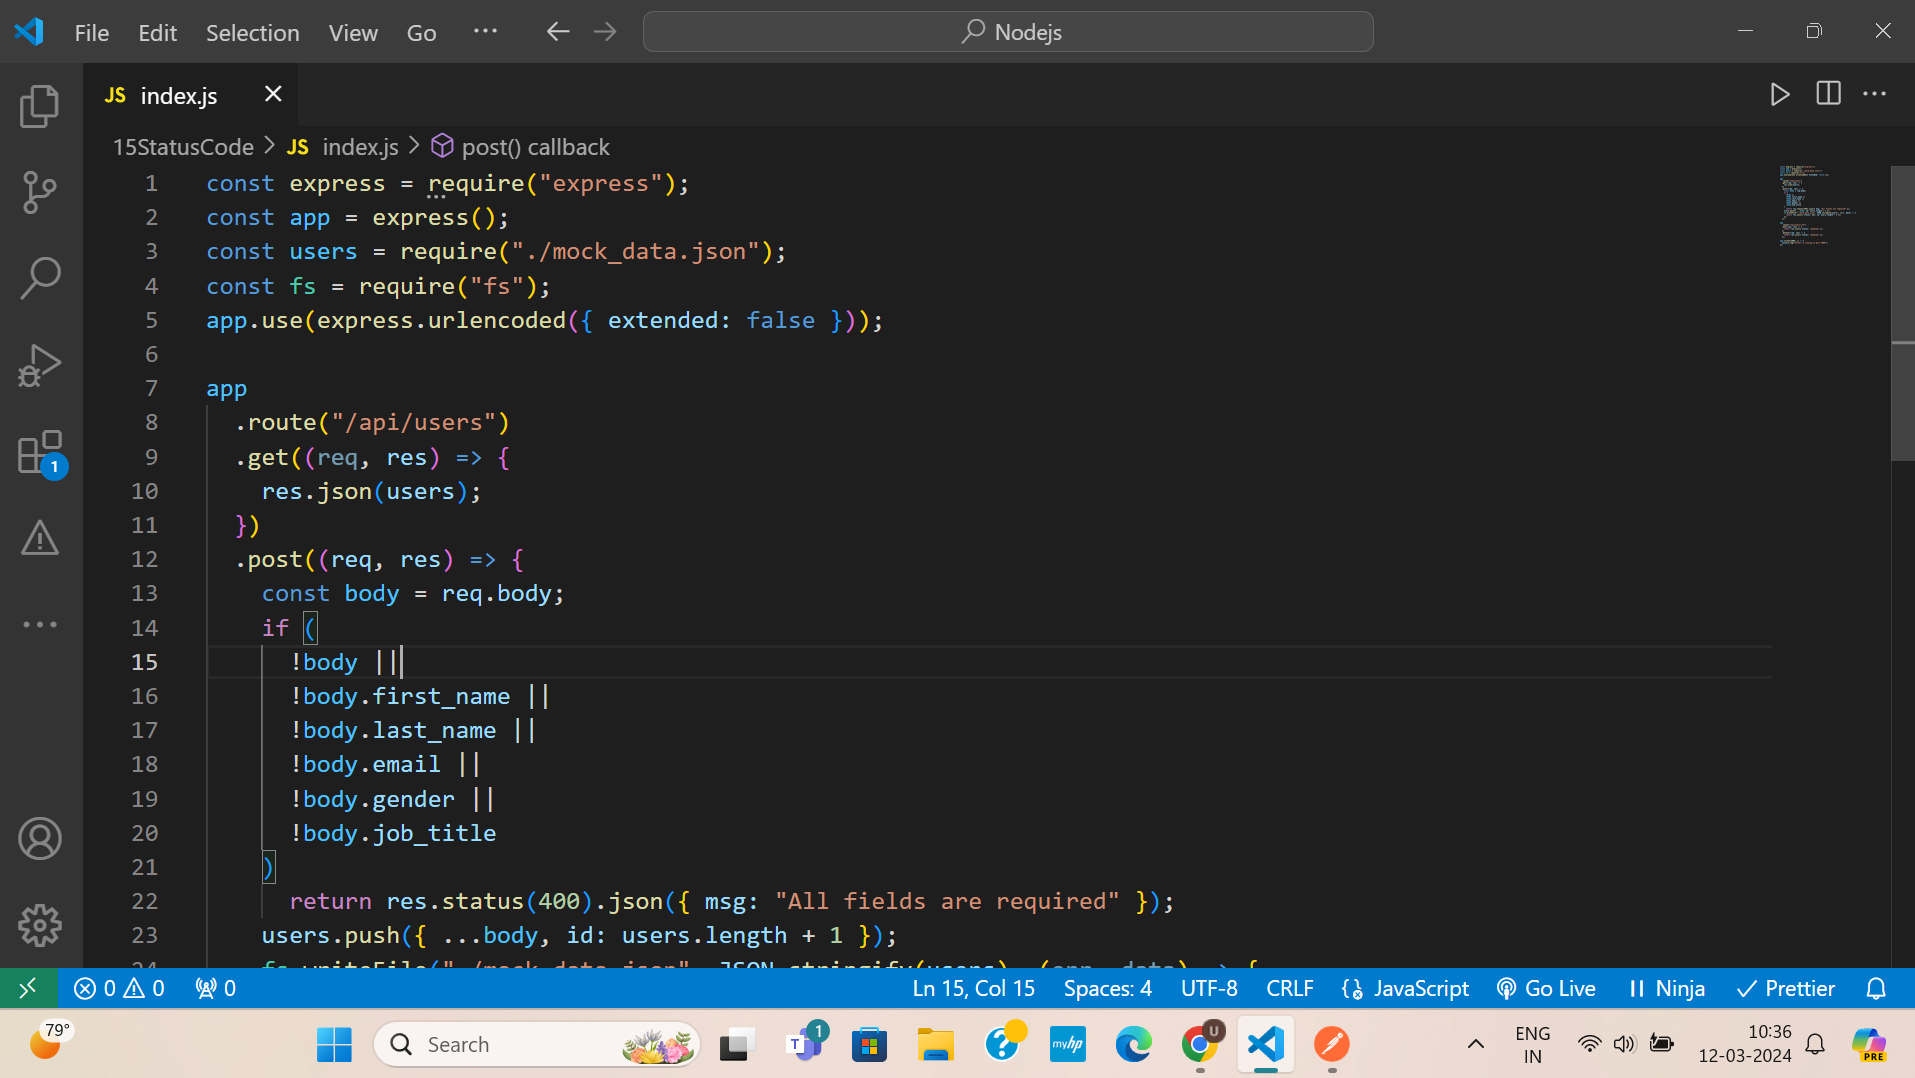 File Edit Selection View Go ··· Nodejs
JS index.js
15StatusCode > JS index.js > post() callback
1 const express = require("express");
2 const app = express();
3 const users = require("./mock_data.json");
4 const fs = require("fs");
5 app.use(express.urlencoded({ extended: false }));
6
7 app
8 .route("/api/users")
9 .get((req, res) => {
10 res.json(users);
11 })
12 .post((req, res) => {
13 const body = req.body;
14 if (
15 !body ||
16 !body.first_name ||
17 !body.last_name ||
18 !body.email ||
19 !body.gender ||
20 !body.job_title
21 )
22 return res.status(400).json({ msg: "All fields are required" });
23 users.push({ ...body, id: users.length + 1 });
1
0 0 0 Ln 15, Col 15 Spaces: 4 UTF-8 CRLF JavaScript Go Live Ninja Prettier
79° Search T 1 ? myhp U ENG IN 10:36 PRE
12-03-2024